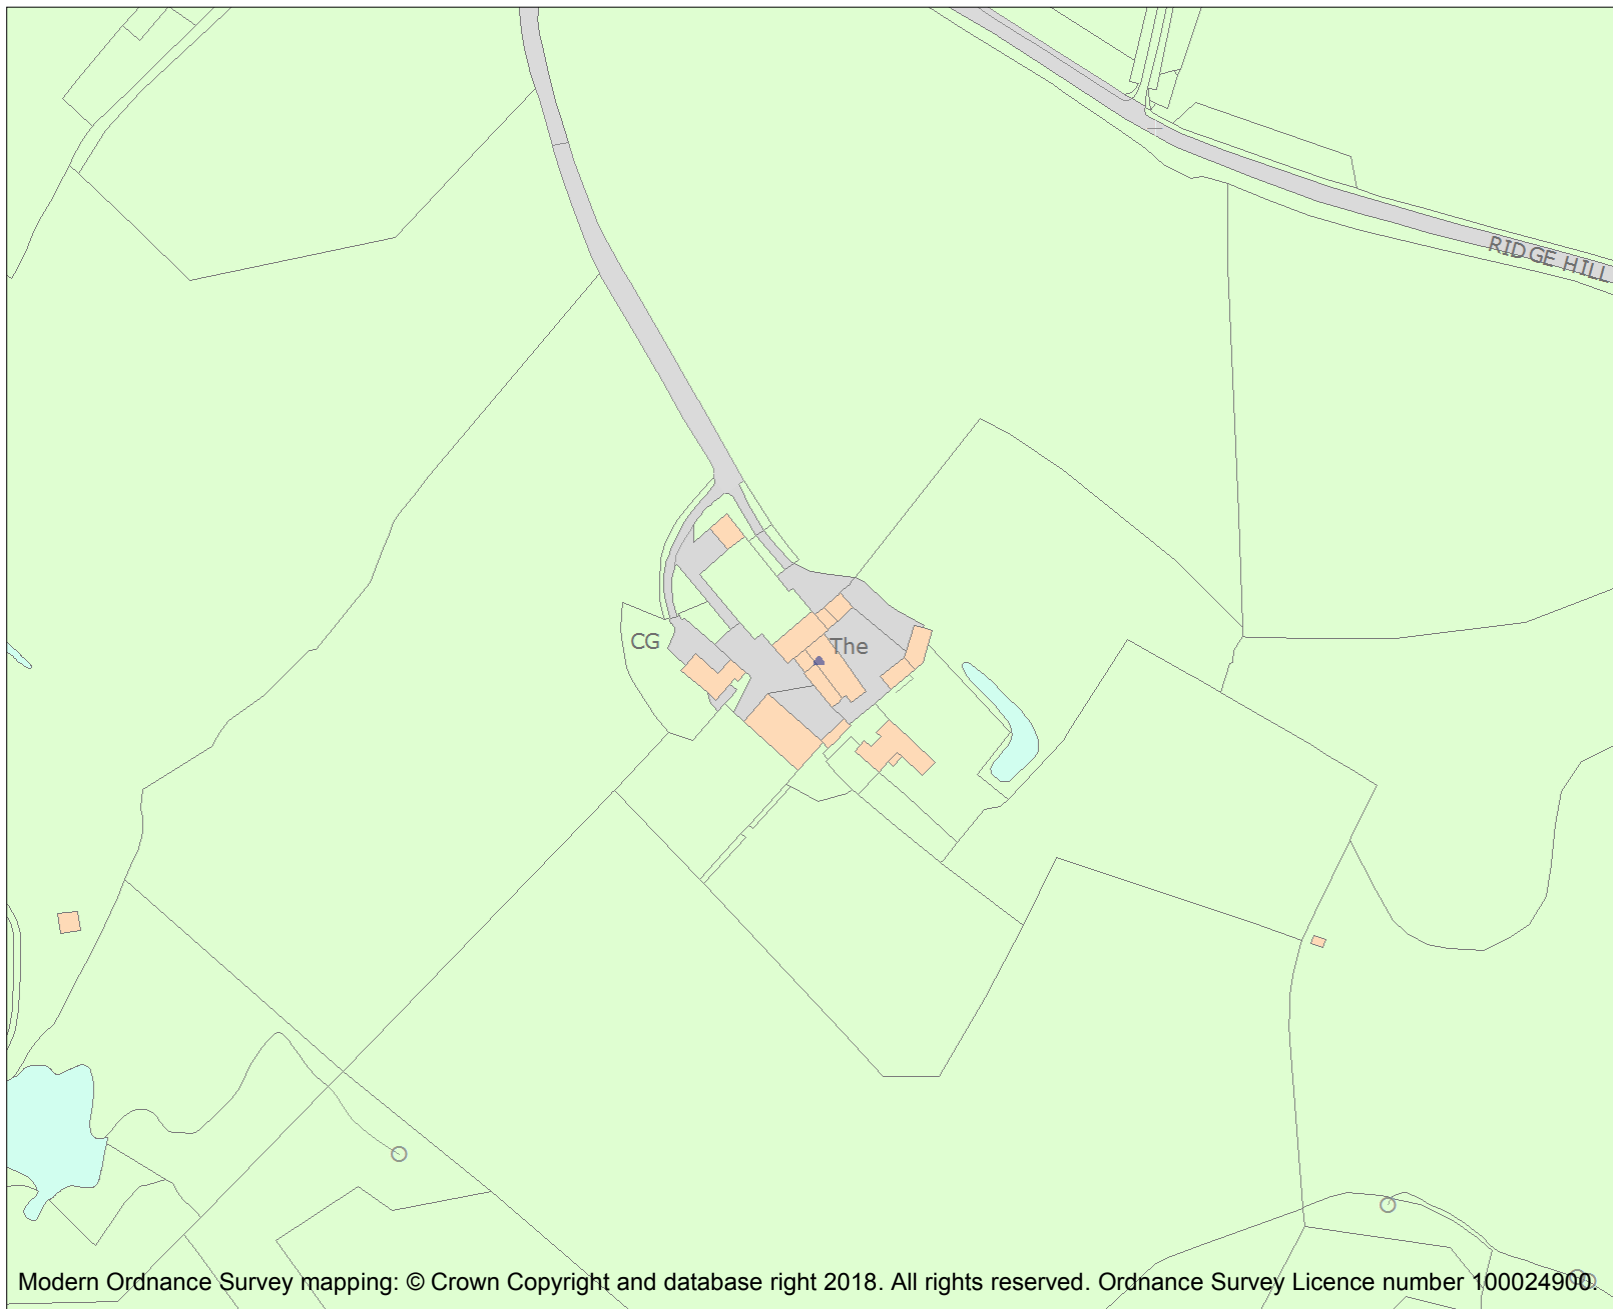 RIDGE HILL
CG
The
Modern Ordnance Survey mapping: © Crown Copyright and database right 2018. All rights reserved. Ordnance Survey Licence number 100024900.